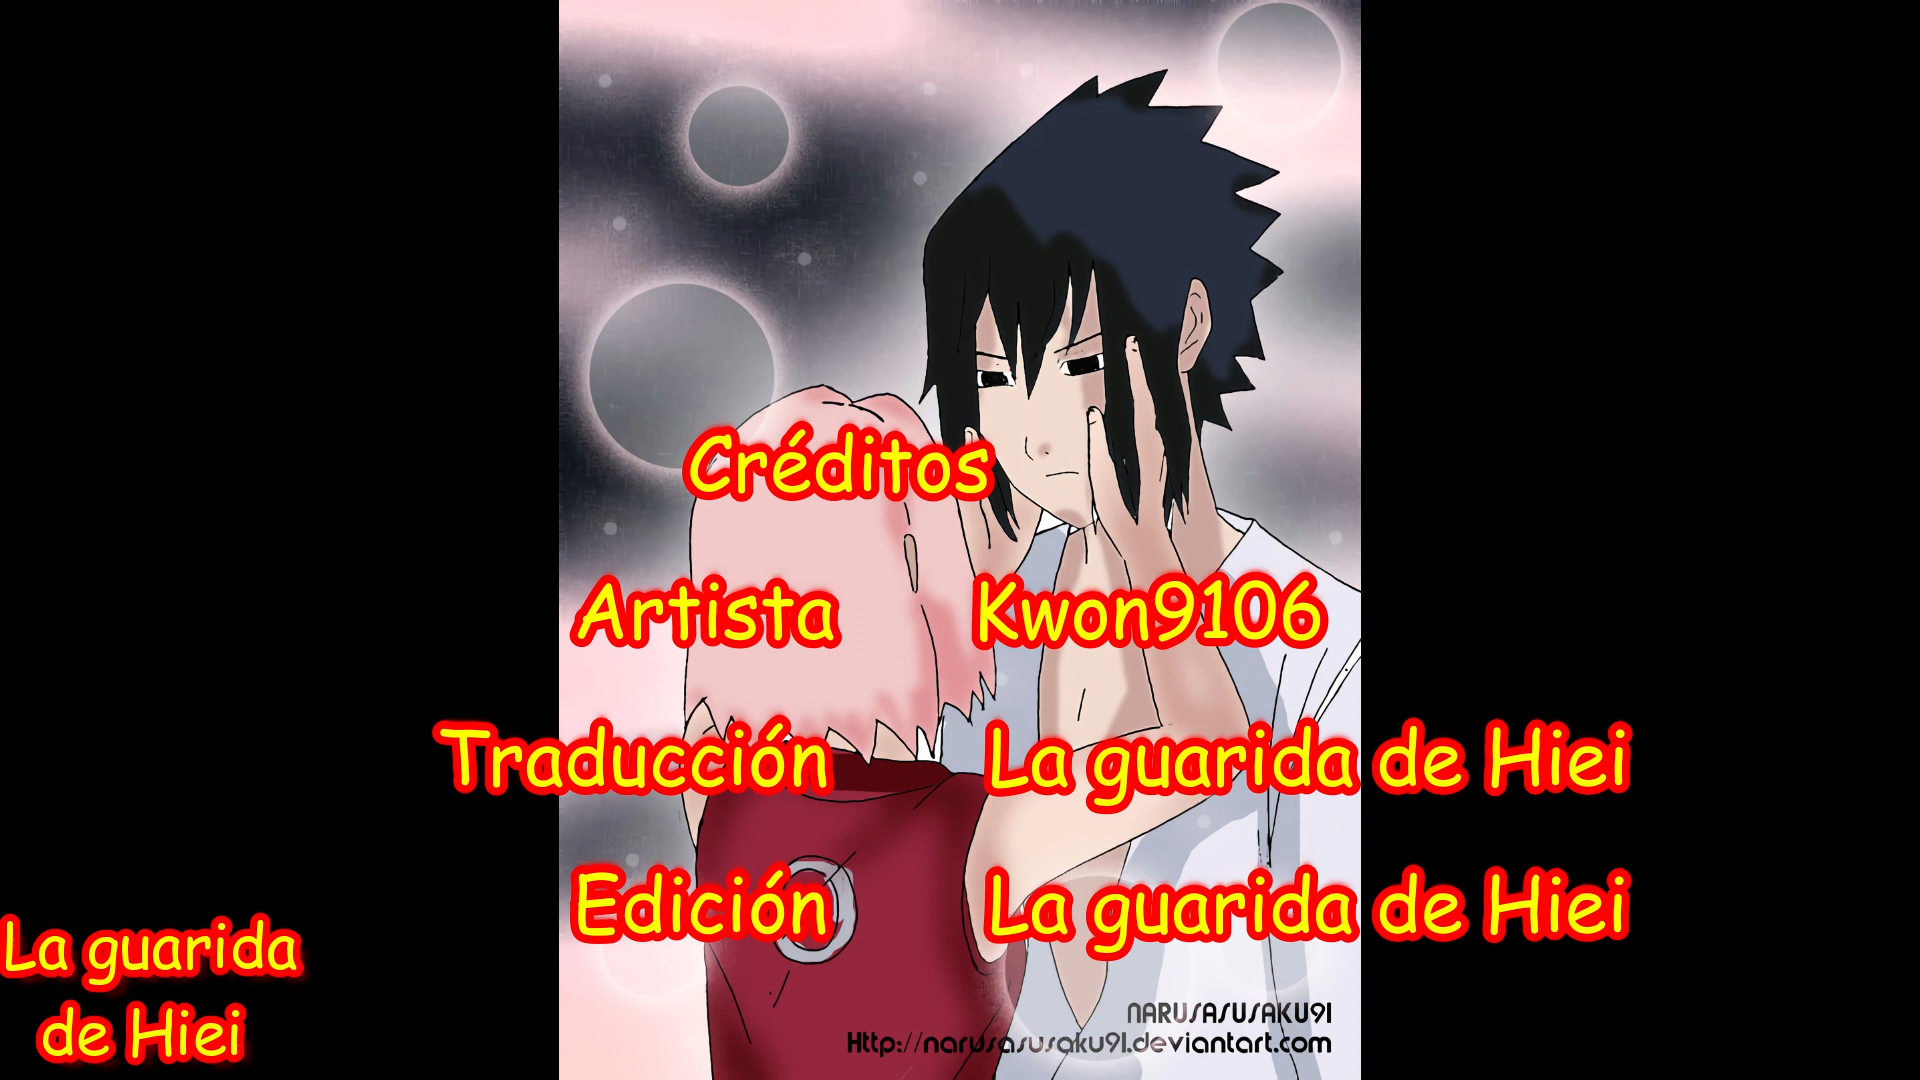 Créditos
Artista Kwon9106
Traducción La guarida de Hiei
Edición La guarida de Hiei
La guarida
de Hiei
NARUSASUSAKU91
Http://narusasusaku91.deviantart.com